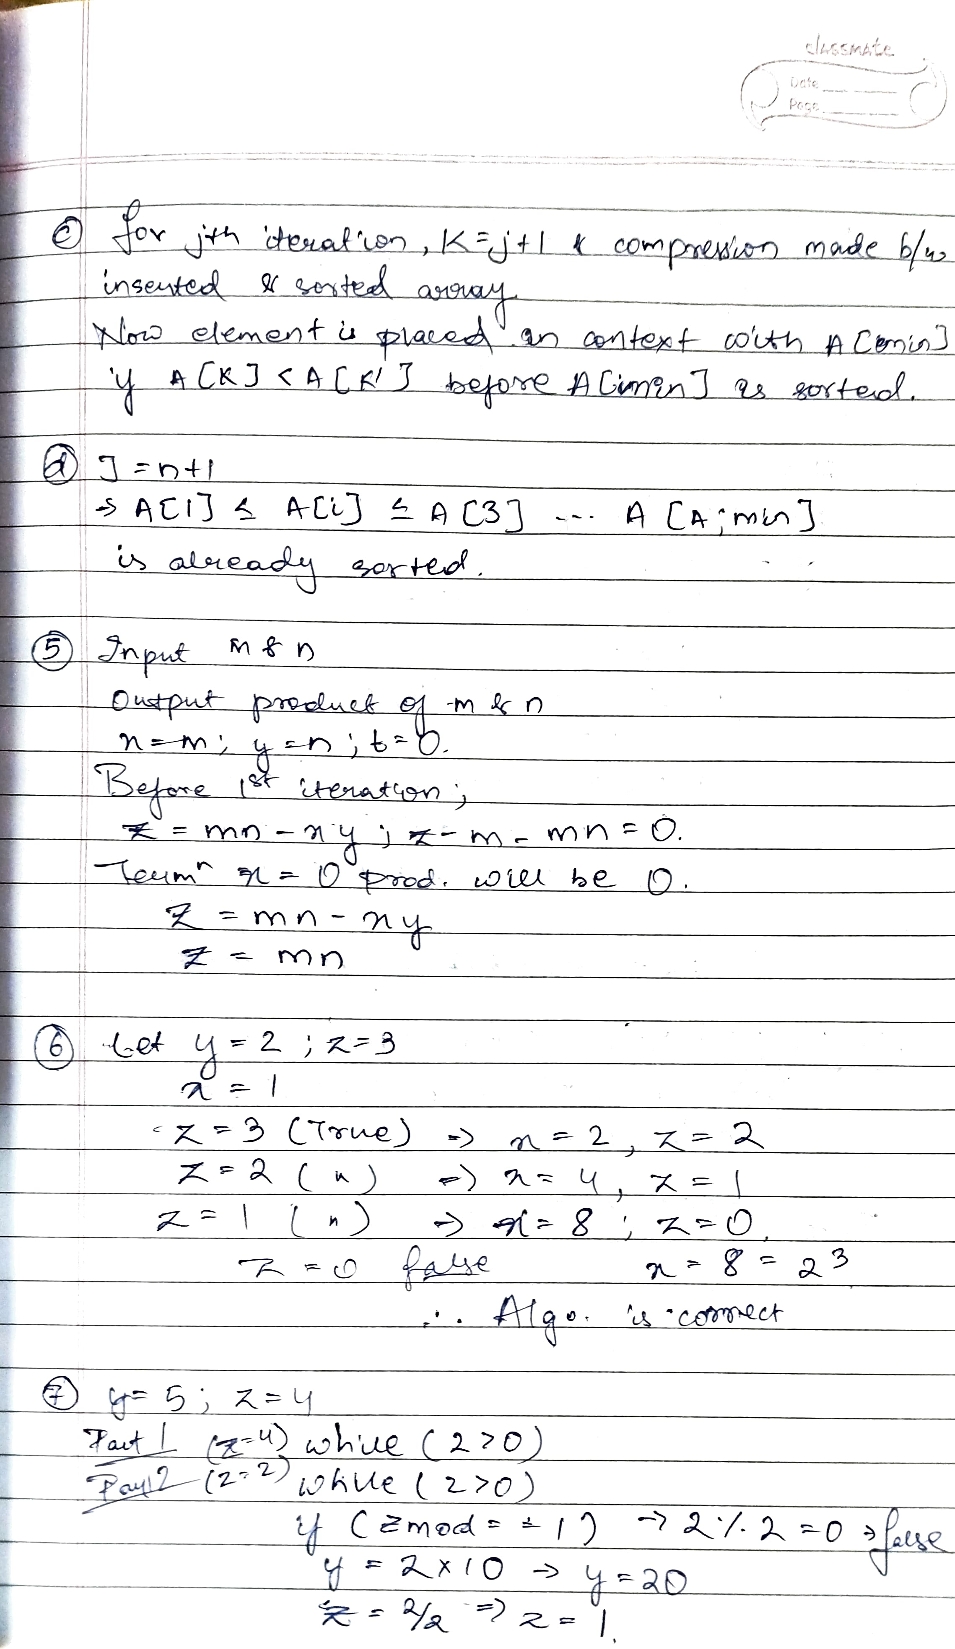 classmate
Date
Page
(c) for jth iteration, K=j+1 & compression made b/w
inserted & sorted array.
Now element is placed in context with A[min]
if A[K] < A[K'] before A[imin] is sorted.
(d) J = n+1
⇒ A[1] ≤ A[i] ≤ A[3] --- A[A;min]
is already sorted.
(5) Input m & n
Output product of m & n
x=m; y=n; t=0.
Before 1st iteration;
z = mn - xy; z - m - mn = 0.
Termn x = 0 prod. will be 0.
z = mn - xy
z = mn
(6) Let y = 2 ; z=3
x = 1
z=3 (True) => x=2, z=2
z=2 (") => x=4, z=1
z=1 (") → x=8; z=0,
z=0 false x=8=2^3
∴ Algo. is correct
(7) y=5; z=4
Part 1 (z=4) while (2>0)
Part 2 (z=2) while (2>0)
if (z mod = ± 1) → 2 % 2 = 0 → false
y = 2×10 → y=20
z = 2/2 => z = 1.